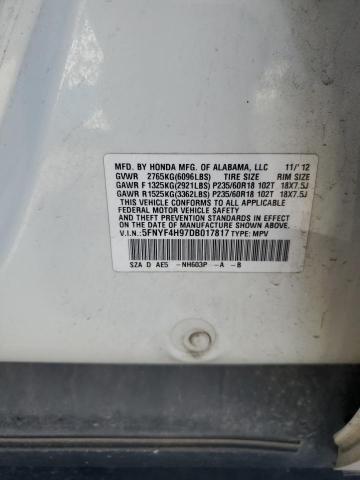 MFD. BY HONDA MFG. OF ALABAMA, LLC 11/'12
GVWR 2765KG(6096LBS) TIRE SIZE RIM SIZE
GAWR F 1325KG(2921LBS) P235/60R18 102T 18X7.5J
GAWR R1525KG(3362LBS) P235/60R18 102T 18X7.5J
THIS VEHICLE CONFORMS TO ALL APPLICABLE
FEDERAL MOTOR VEHICLE SAFETY
AND THEFT PREVENTION STANDARDS
IN EFFECT ON THE DATE OF MANUFACTURE
SHOWN ABOVE.
V.I.N.:5FNYF4H97DB017817 TYPE: MPV
SZA D AE5 -NH603P -A -B